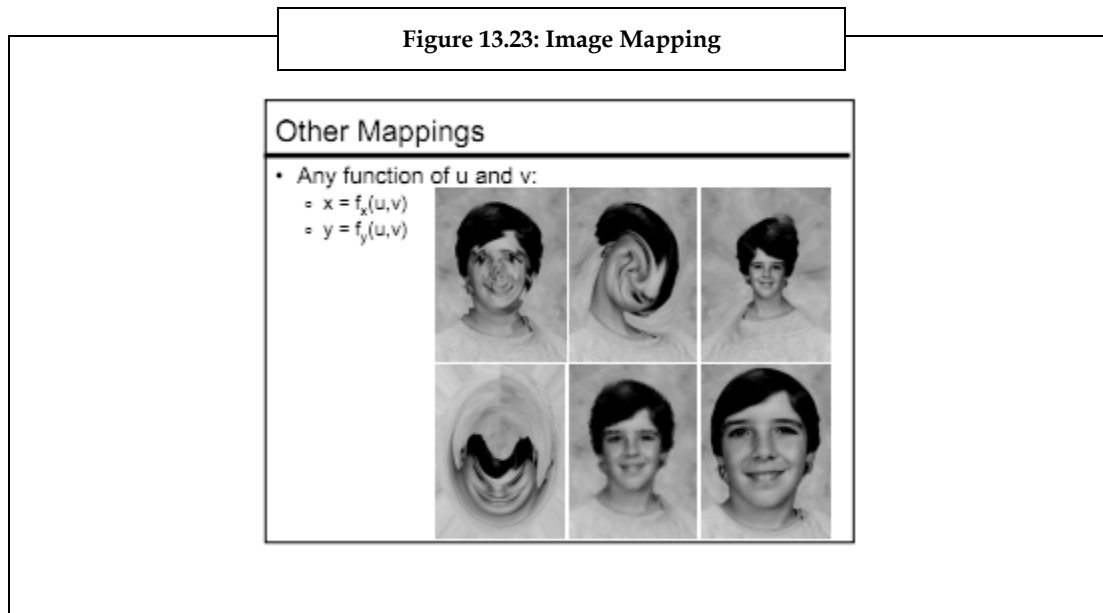 Figure 13.23: Image Mapping
Other Mappings
• Any function of u and v:
▫ x = fx(u,v)
▫ y = fy(u,v)